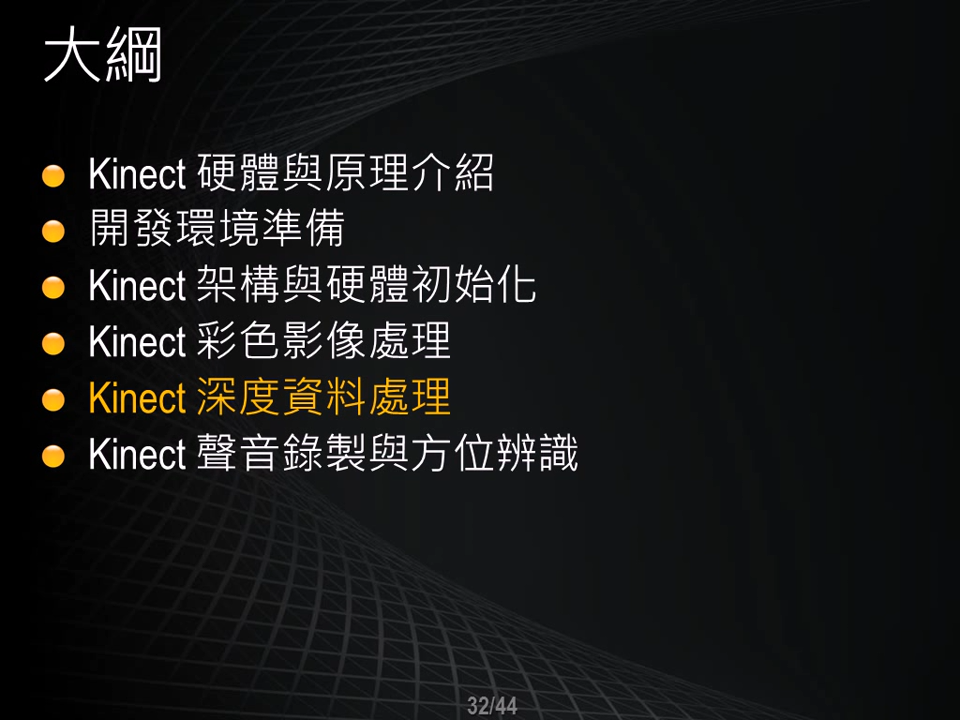 大綱
Kinect 硬體與原理介紹
開發環境準備
Kinect 架構與硬體初始化
Kinect 彩色影像處理
Kinect 深度資料處理
Kinect 聲音錄製與方位辨識
32/44